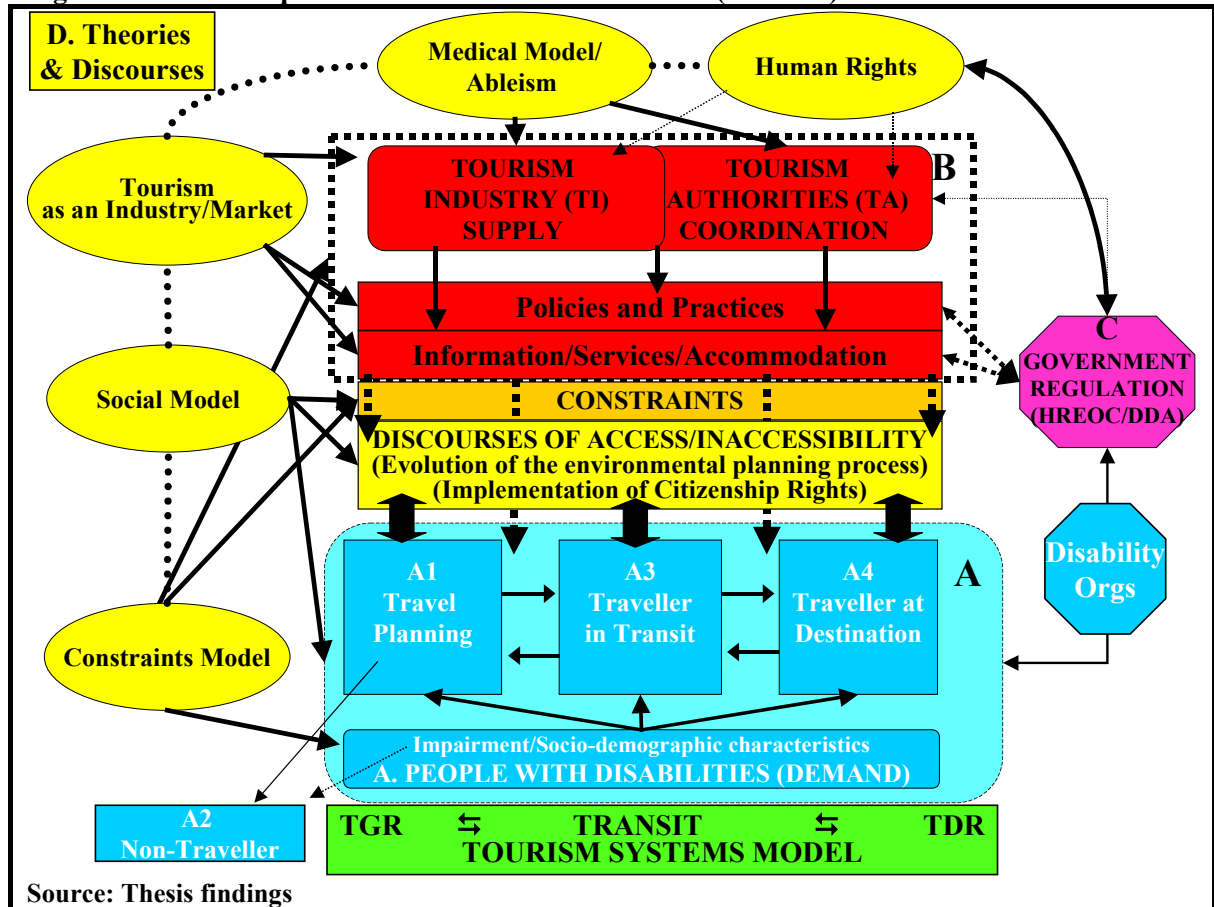 D. Theories
& Discourses
Medical Model/
Ableism
Human Rights
Tourism
as an Industry/Market
TOURISM
INDUSTRY (TI)
SUPPLY
TOURISM
AUTHORITIES (TA)
COORDINATION
B
Policies and Practices
Information/Services/Accommodation
C
GOVERNMENT
REGULATION
(HREOC/DDA)
Social Model
CONSTRAINTS
DISCOURSES OF ACCESS/INACCESSIBILITY
(Evolution of the environmental planning process)
(Implementation of Citizenship Rights)
Disability
Orgs
Constraints Model
A
A1
Travel
Planning
A3
Traveller
in Transit
A4
Traveller at
Destination
Impairment/Socio-demographic characteristics
A. PEOPLE WITH DISABILITIES (DEMAND)
A2
Non-Traveller
TGR ⇆ TRANSIT ⇆ TDR
TOURISM SYSTEMS MODEL
Source: Thesis findings